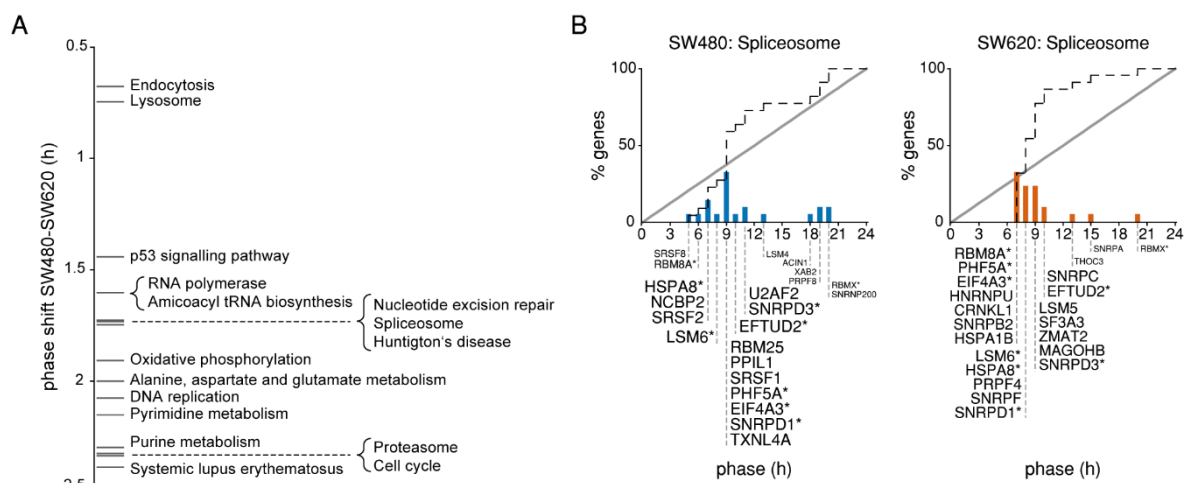 A
0.5
Endocytosis
Lysosome
1
p53 signalling pathway
1.5
RNA polymerase
Amicoacyl tRNA biosynthesis
Nucleotide excision repair
Spliceosome
Huntigton's disease
Oxidative phosphorylation
2
Alanine, aspartate and glutamate metabolism
DNA replication
Pyrimidine metabolism
Purine metabolism
Proteasome
Cell cycle
Systemic lupus erythematosus
2.5
phase shift SW480-SW620 (h)
B
SW480: Spliceosome
100
50
0
% genes
0 3 6 9 12 15 18 21 24
SRSF8
RBM8A*
HSPA8*
NCBP2
SRSF2
LSM6*
LSM4
ACIN1
XAB2
PRPF8
RBMX*
SNRNP200
U2AF2
SNRPD3*
EFTUD2*
RBM25
PPIL1
SRSF1
PHF5A*
EIF4A3*
SNRPD1*
TXNL4A
phase (h)
SW620: Spliceosome
100
50
0
% genes
0 3 6 9 12 15 18 21 24
RBM8A*
PHF5A*
EIF4A3*
HNRNPU
CRNKL1
SNRPB2
HSPA1B
LSM6*
HSPA8*
PRPF4
SNRPF
SNRPD1*
SNRPA
RBMX*
THOC3
SNRPC
EFTUD2*
LSM5
SF3A3
ZMAT2
MAGOHB
SNRPD3*
phase (h)